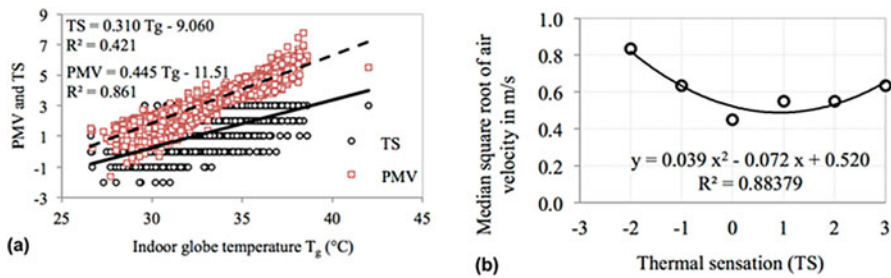 9
7
5
3
1
-1
-3
PMV and TS
TS = 0.310 Tg - 9.060
R² = 0.421
PMV = 0.445 Tg - 11.51
R² = 0.861
TS
PMV
25 30 35 40 45
(a)
Indoor globe temperature Tg (°C)
Median square root of air
velocity in m/s
1.0
0.8
0.6
0.4
0.2
0.0
y = 0.039 x² - 0.072 x + 0.520
R² = 0.88379
-2 -1 0 1 2 3
(b)
Thermal sensation (TS)